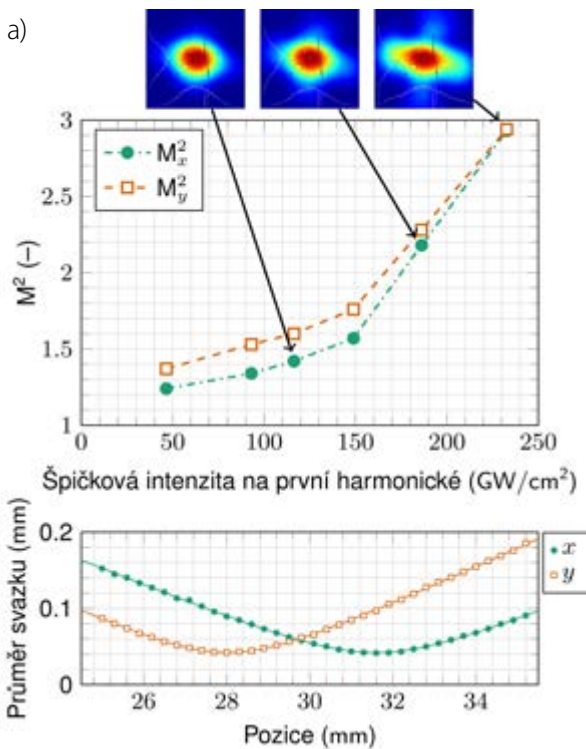 a)
3
2.5
2
1.5
1
M² (–)
M²ₓ
M²ᵧ
0 50 100 150 200 250
Špičková intenzita na první harmonické (GW/cm²)
0.2
0.1
0
Průměr svazku (mm)
x
y
26 28 30 32 34
Pozice (mm)